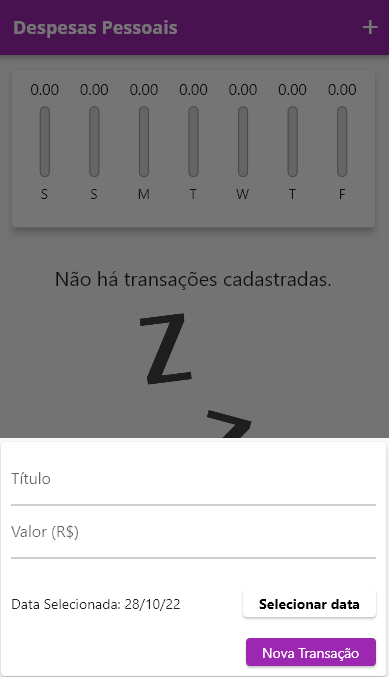 Despesas Pessoais +
0.00 0.00 0.00 0.00 0.00 0.00 0.00
S S M T W T F
Não há transações cadastradas.
Z
Z
Título
Valor (R$)
Data Selecionada: 28/10/22 Selecionar data
Nova Transação